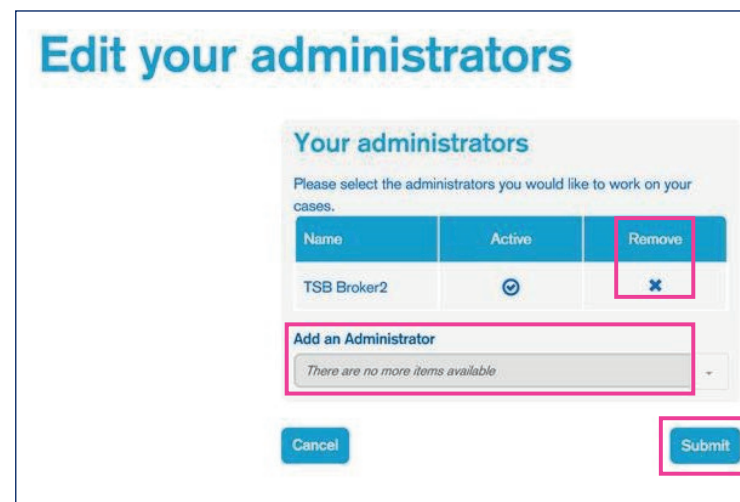 Edit your administrators
Your administrators
Please select the administrators you would like to work on your
cases.
Name Active Remove
TSB Broker2
Add an Administrator
There are no more items available
Cancel Submit